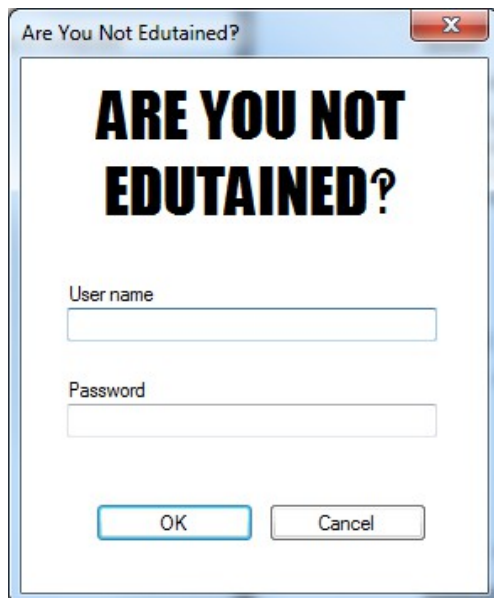 Are You Not Edutained?
ARE YOU NOT
EDUTAINED?
User name
Password
OK Cancel